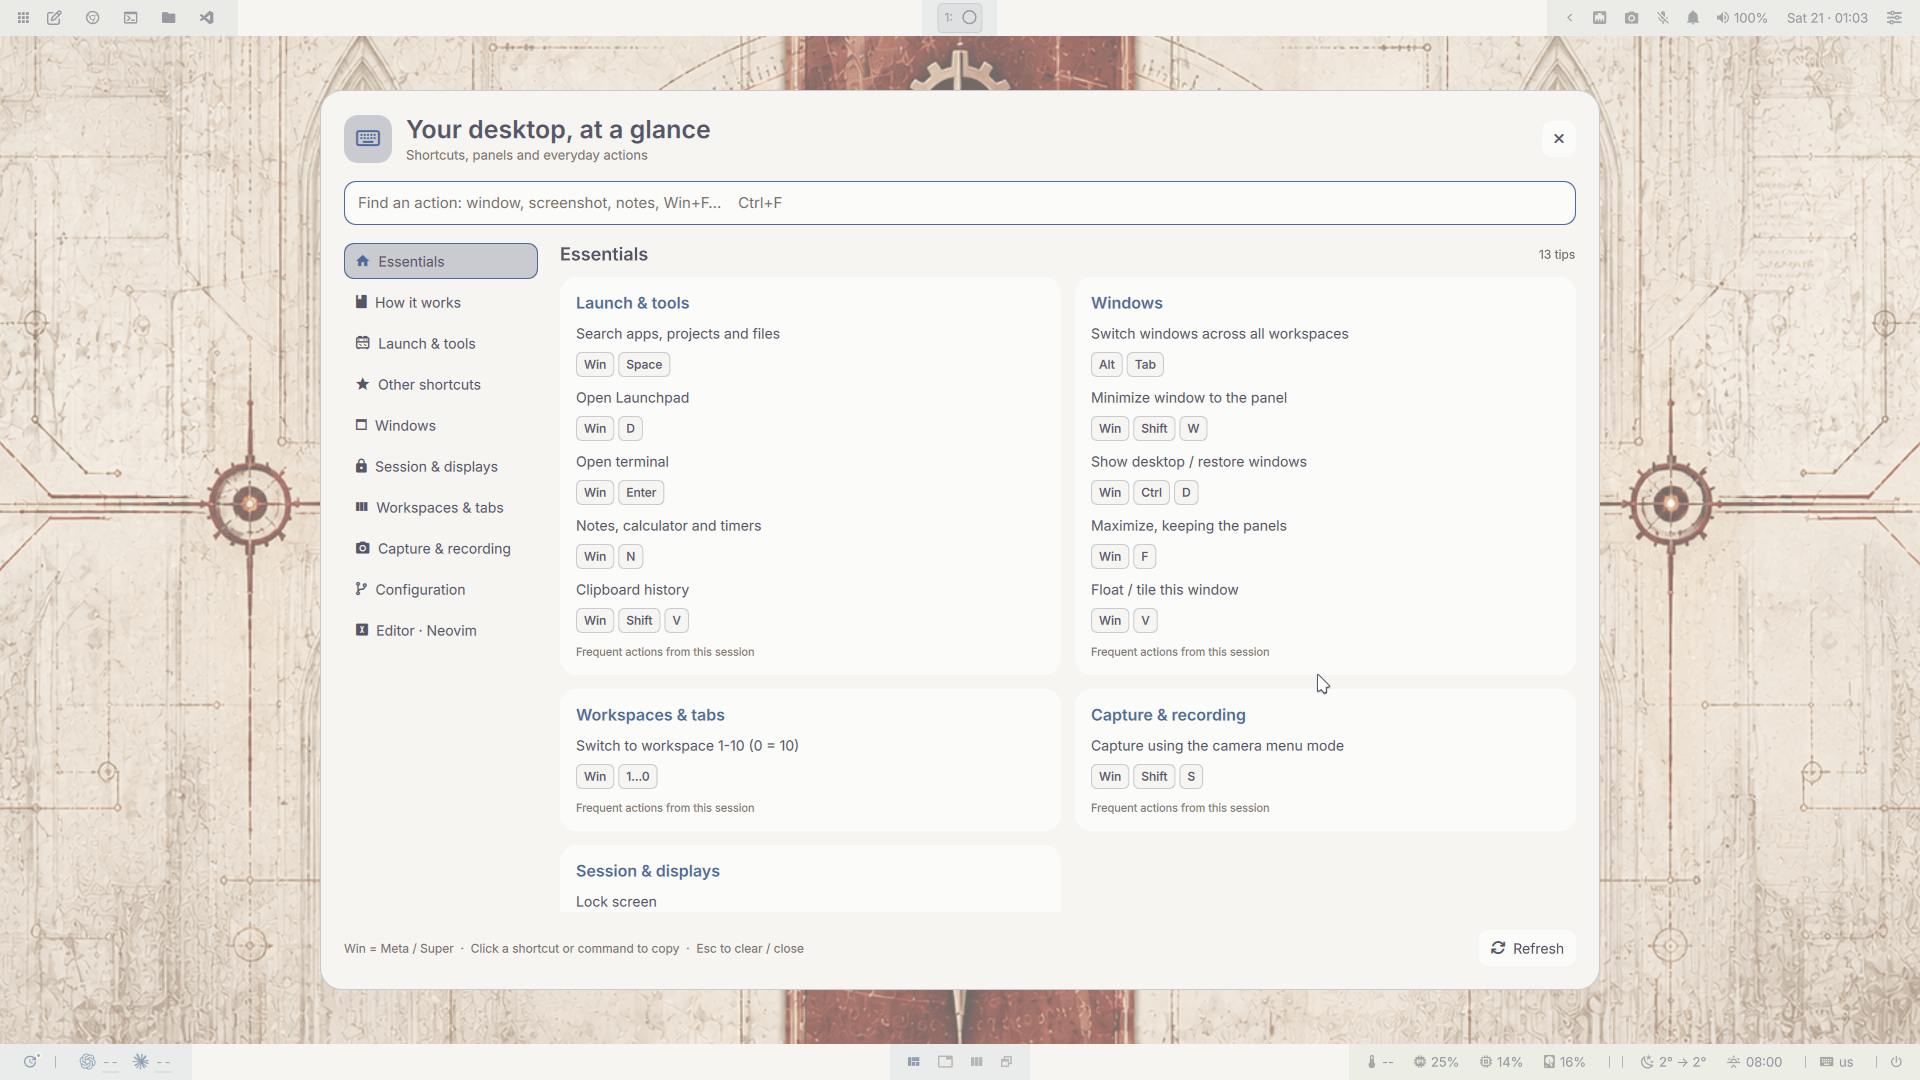 1:
100%
Sat 21 · 01:03
Your desktop, at a glance
Shortcuts, panels and everyday actions
Find an action: window, screenshot, notes, Win+F... Ctrl+F
Essentials
How it works
Launch & tools
Other shortcuts
Windows
Session & displays
Workspaces & tabs
Capture & recording
Configuration
Editor · Neovim
Essentials
13 tips
Launch & tools
Search apps, projects and files
Win Space
Open Launchpad
Win D
Open terminal
Win Enter
Notes, calculator and timers
Win N
Clipboard history
Win Shift V
Frequent actions from this session
Windows
Switch windows across all workspaces
Alt Tab
Minimize window to the panel
Win Shift W
Show desktop / restore windows
Win Ctrl D
Maximize, keeping the panels
Win F
Float / tile this window
Win V
Frequent actions from this session
Workspaces & tabs
Switch to workspace 1-10 (0 = 10)
Win 1...0
Frequent actions from this session
Capture & recording
Capture using the camera menu mode
Win Shift S
Frequent actions from this session
Session & displays
Lock screen
Win = Meta / Super · Click a shortcut or command to copy · Esc to clear / close
Refresh
-- --
-- 25% 14% 16% 2° → 2° 08:00 us